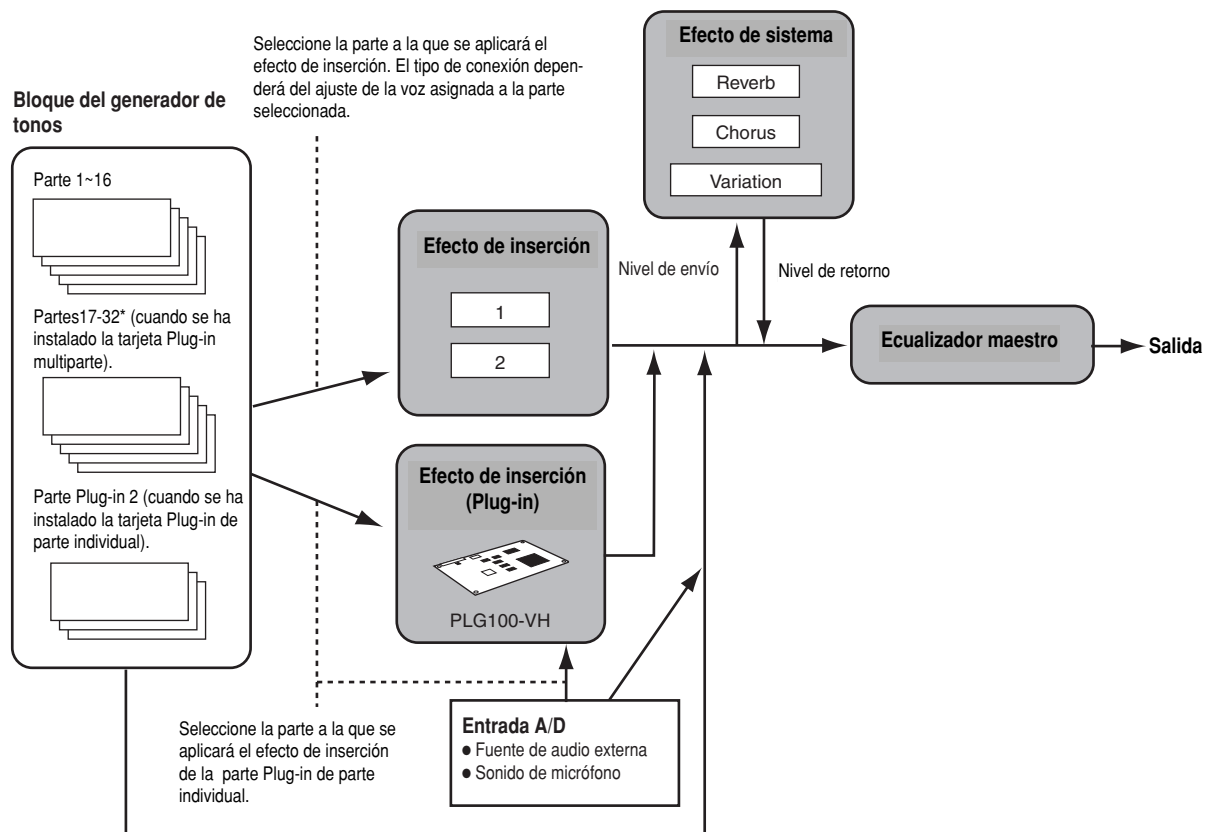 Seleccione la parte a la que se aplicará el
efecto de inserción. El tipo de conexión depen-
derá del ajuste de la voz asignada a la parte
seleccionada.
Bloque del generador de
tonos
Parte 1~16
Partes17-32* (cuando se ha
instalado la tarjeta Plug-in
multiparte).
Parte Plug-in 2 (cuando se ha
instalado la tarjeta Plug-in de
parte individual).
Efecto de inserción
1
2
Efecto de inserción
(Plug-in)
PLG100-VH
Efecto de sistema
Reverb
Chorus
Variation
Nivel de envío
Nivel de retorno
Ecualizador maestro
Salida
Seleccione la parte a la que se
aplicará el efecto de inserción
de la parte Plug-in de parte
individual.
Entrada A/D
● Fuente de audio externa
● Sonido de micrófono